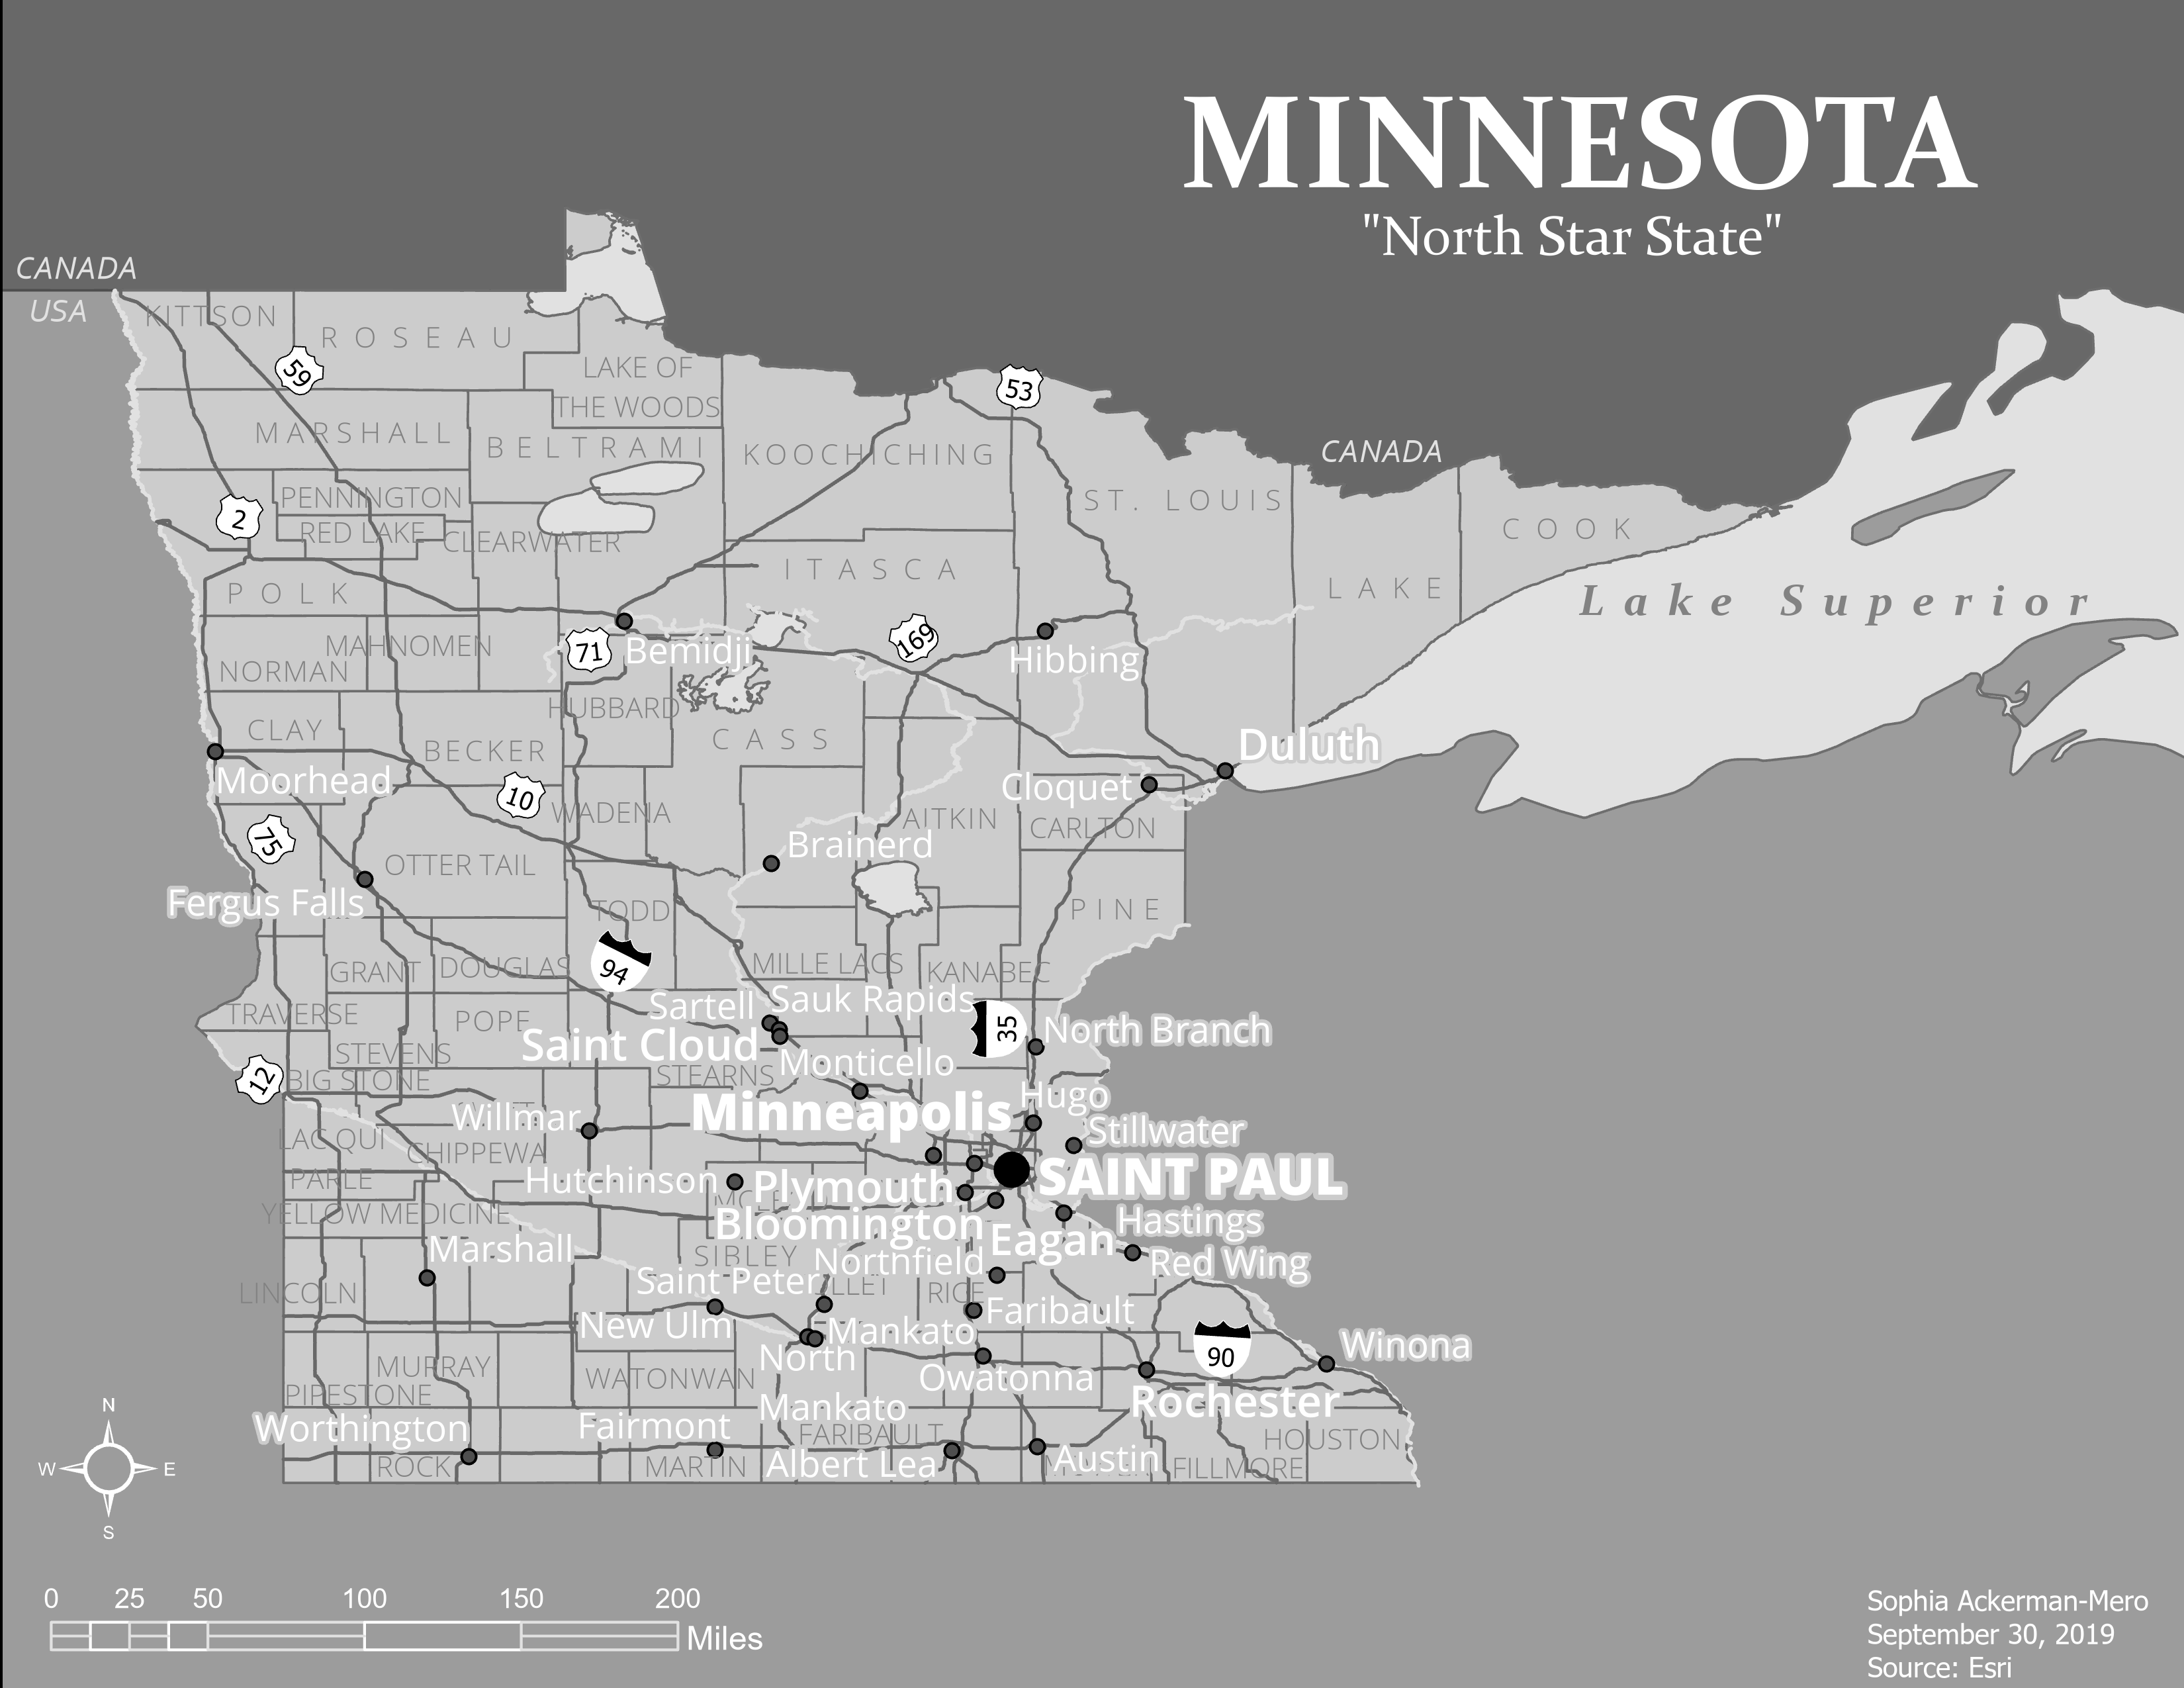 MINNESOTA
"North Star State"
CANADA
USA
KITTSON
ROSEAU
LAKE OF
THE WOODS
59
53
MARSHALL
BELTRAMI
KOOCHICHING
CANADA
ST. LOUIS
PENNINGTON
2
RED LAKE
CLEARWATER
COOK
ITASCA
LAKE
Lake Superior
POLK
MAHNOMEN
NORMAN
71
Bemidji
169
Hibbing
HUBBARD
CLAY
BECKER
CASS
Duluth
Moorhead
Cloquet
10
WADENA
AITKIN
CARLTON
75
Brainerd
OTTER TAIL
Fergus Falls
TODD
PINE
94
GRANT
DOUGLAS
MILLE LACS
KANABEC
Sartell
Sauk Rapids
TRAVERSE
POPE
35
North Branch
Saint Cloud
STEVENS
Monticello
12
BIG STONE
STEARNS
Hugo
Willmar
Minneapolis
Stillwater
LAC QUI
PARLE
CHIPPEWA
Hutchinson
Plymouth
SAINT PAUL
YELLOW MEDICINE
Bloomington
Hastings
Marshall
SIBLEY
Eagan
Northfield
Red Wing
LINCOLN
Saint Peter
RICE
New Ulm
Faribault
Mankato
90
Winona
North
Mankato
MURRAY
WATONWAN
Owatonna
PIPESTONE
Rochester
Worthington
Fairmont
FARIBAULT
HOUSTON
ROCK
MARTIN
Albert Lea
Austin
FILLMORE
N
W E
S
0 25 50 100 150 200
Miles
Sophia Ackerman-Mero
September 30, 2019
Source: Esri